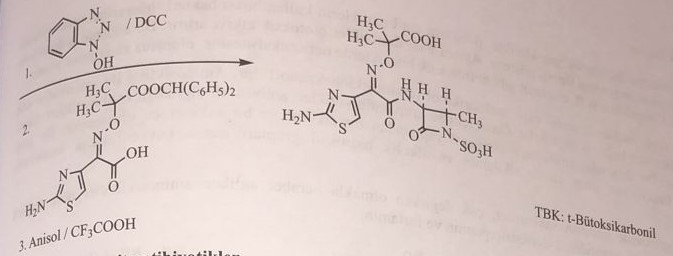 N
N
N
OH
/ DCC
1.
2.
H₃C
H₃C
COOCH(C₆H₅)₂
O
N
OH
O
N
S
H₂N
3. Anisol / CF₃COOH
H₃C
H₃C
COOH
O
N
N
S
H₂N
O
H
N
H
H
CH₃
O
N
SO₃H
TBK: t-Bütoksikarbonil